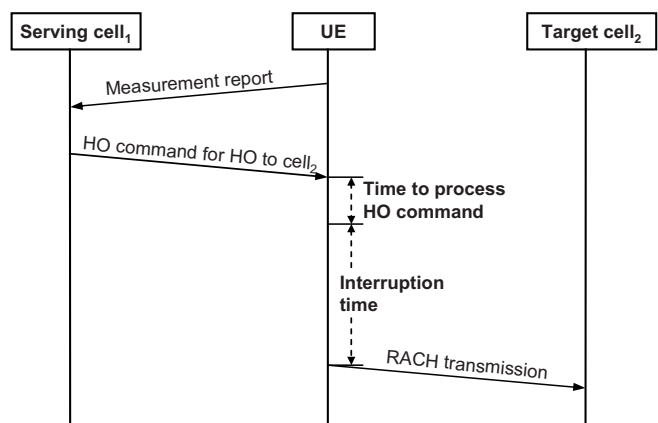 Serving cell₁
UE
Target cell₂
Measurement report
HO command for HO to cell₂
Time to process
HO command
Interruption
time
RACH transmission